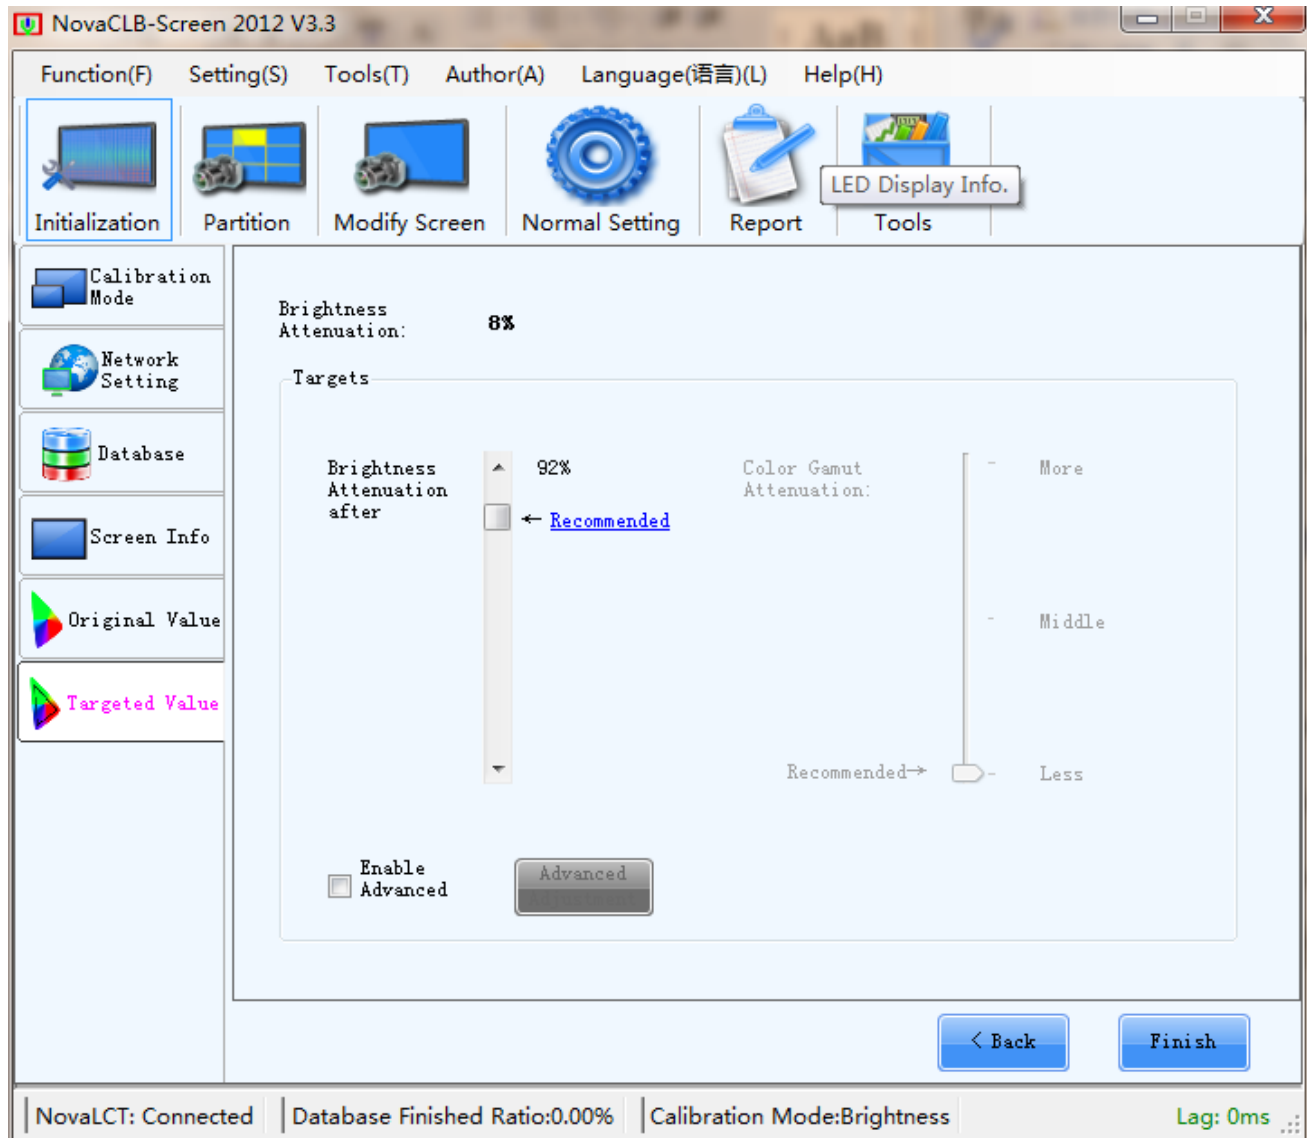 NovaCLB-Screen 2012 V3.3
Function(F) Setting(S) Tools(T) Author(A) Language(语言)(L) Help(H)
Initialization Partition Modify Screen Normal Setting Report Tools
LED Display Info.
Calibration
Mode
Network
Setting
Database
Screen Info
Original Value
Targeted Value
Brightness
Attenuation:
8%
Targets
Brightness
Attenuation
after
92%
← Recommended
Color Gamut
Attenuation:
More
Middle
Recommended→
Less
Enable
Advanced
Advanced
Adjustment
< Back
Finish
NovaLCT: Connected Database Finished Ratio:0.00% Calibration Mode:Brightness Lag: 0ms